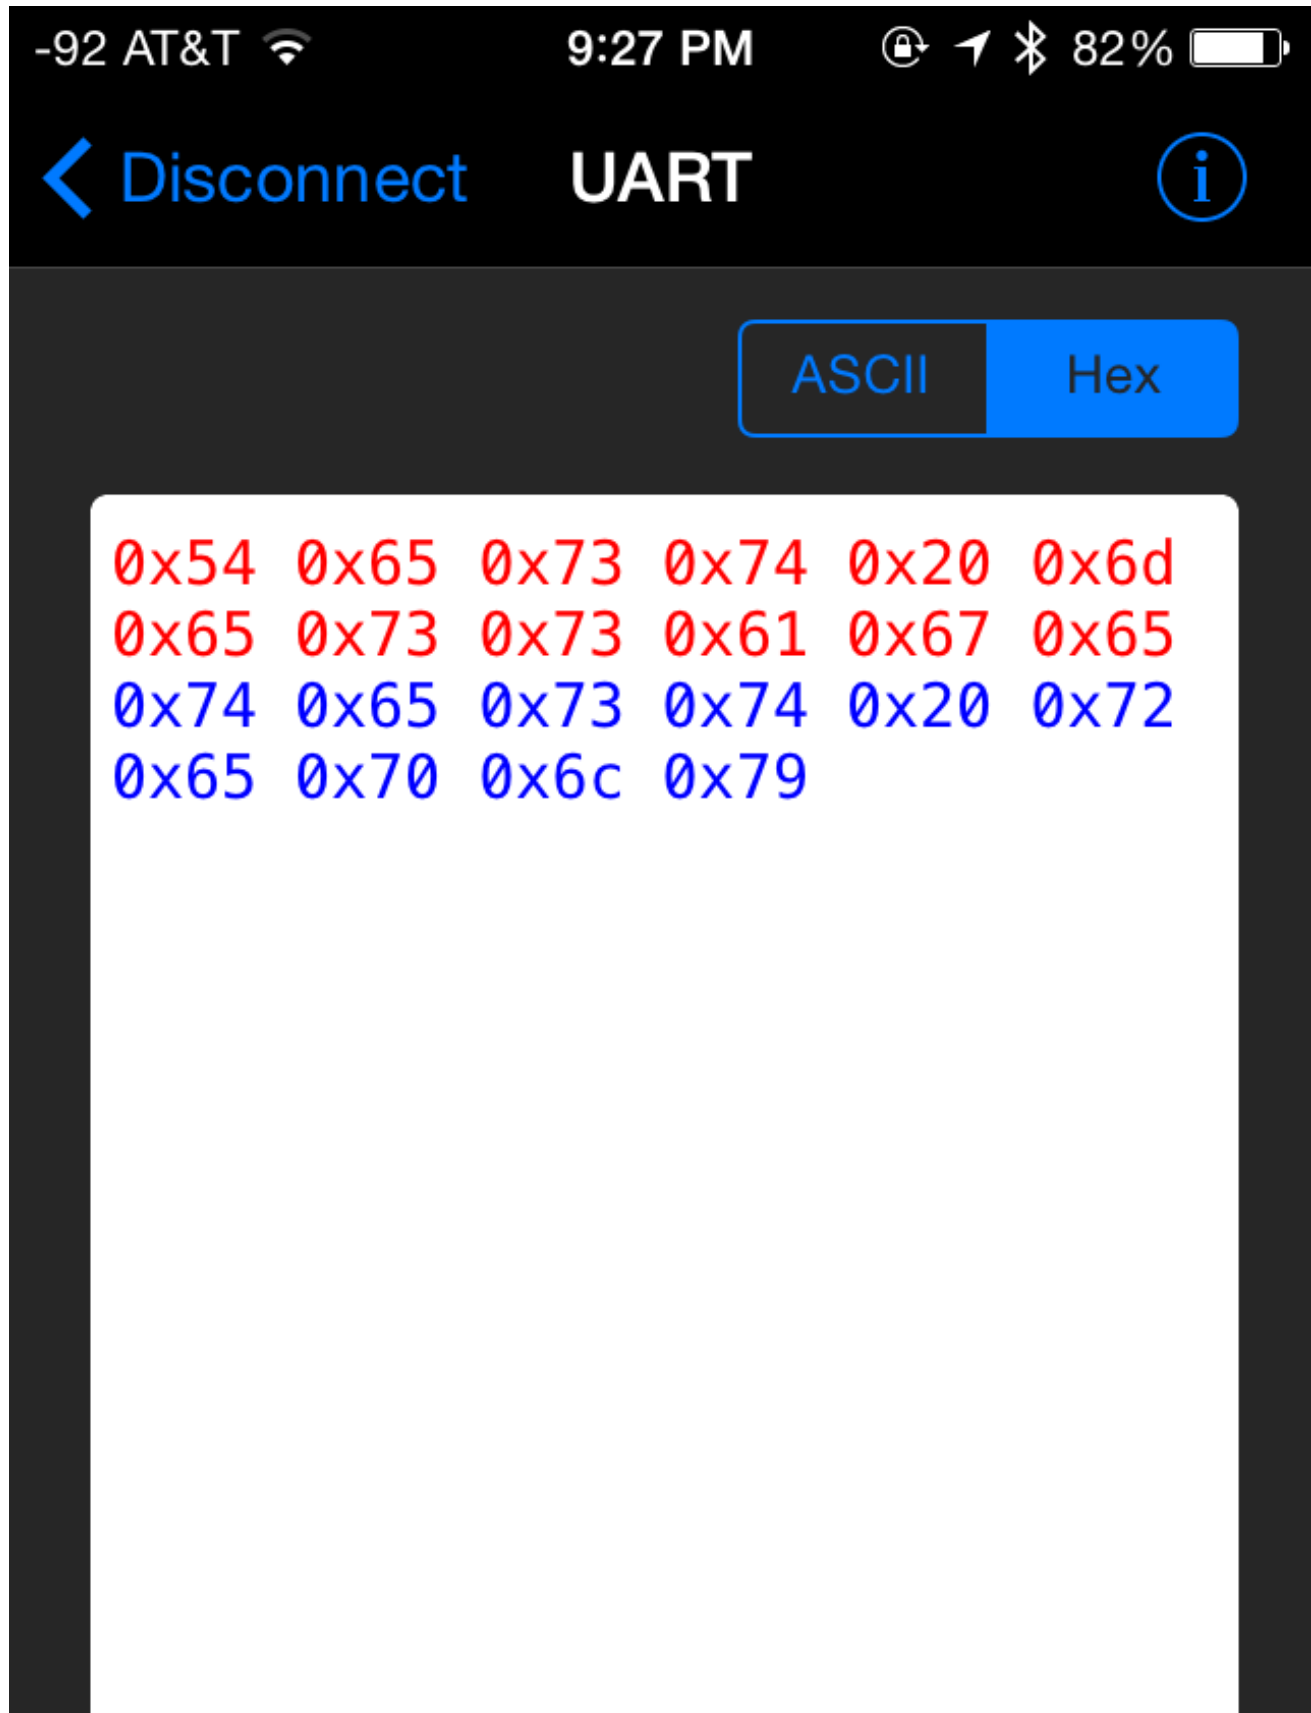 -92 AT&T 9:27 PM 82%
Disconnect UART i
ASCII Hex
0x54 0x65 0x73 0x74 0x20 0x6d
0x65 0x73 0x73 0x61 0x67 0x65
0x74 0x65 0x73 0x74 0x20 0x72
0x65 0x70 0x6c 0x79